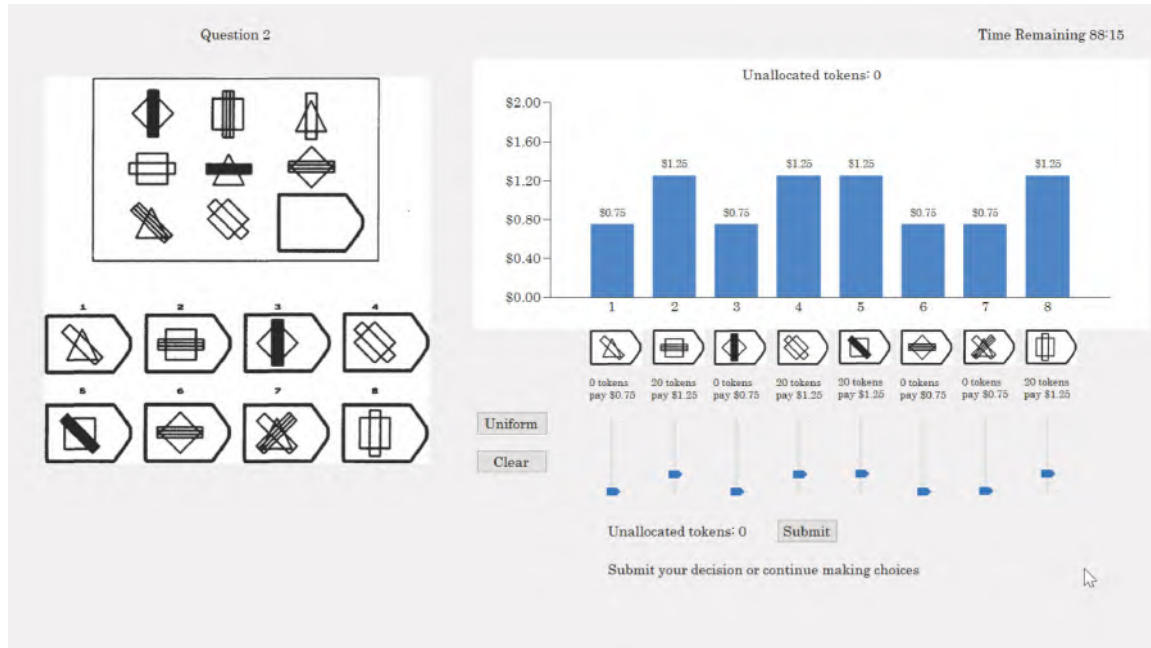 Question 2
Time Remaining 88:15
Unallocated tokens: 0
$2.00
$1.60
$1.20
$0.80
$0.40
$0.00
$0.75 $1.25 $0.75 $1.25 $1.25 $0.75 $0.75 $1.25
1 2 3 4 5 6 7 8
1 2 3 4
5 6 7 8
0 tokens pay $0.75
20 tokens pay $1.25
0 tokens pay $0.75
20 tokens pay $1.25
20 tokens pay $1.25
0 tokens pay $0.75
0 tokens pay $0.75
20 tokens pay $1.25
Uniform
Clear
Unallocated tokens: 0
Submit
Submit your decision or continue making choices